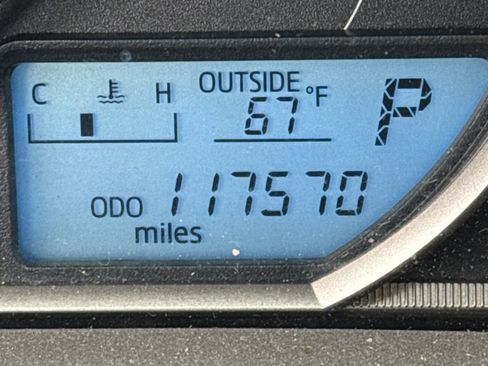 OUTSIDE
C H 67 °F P
ODO 117570
miles